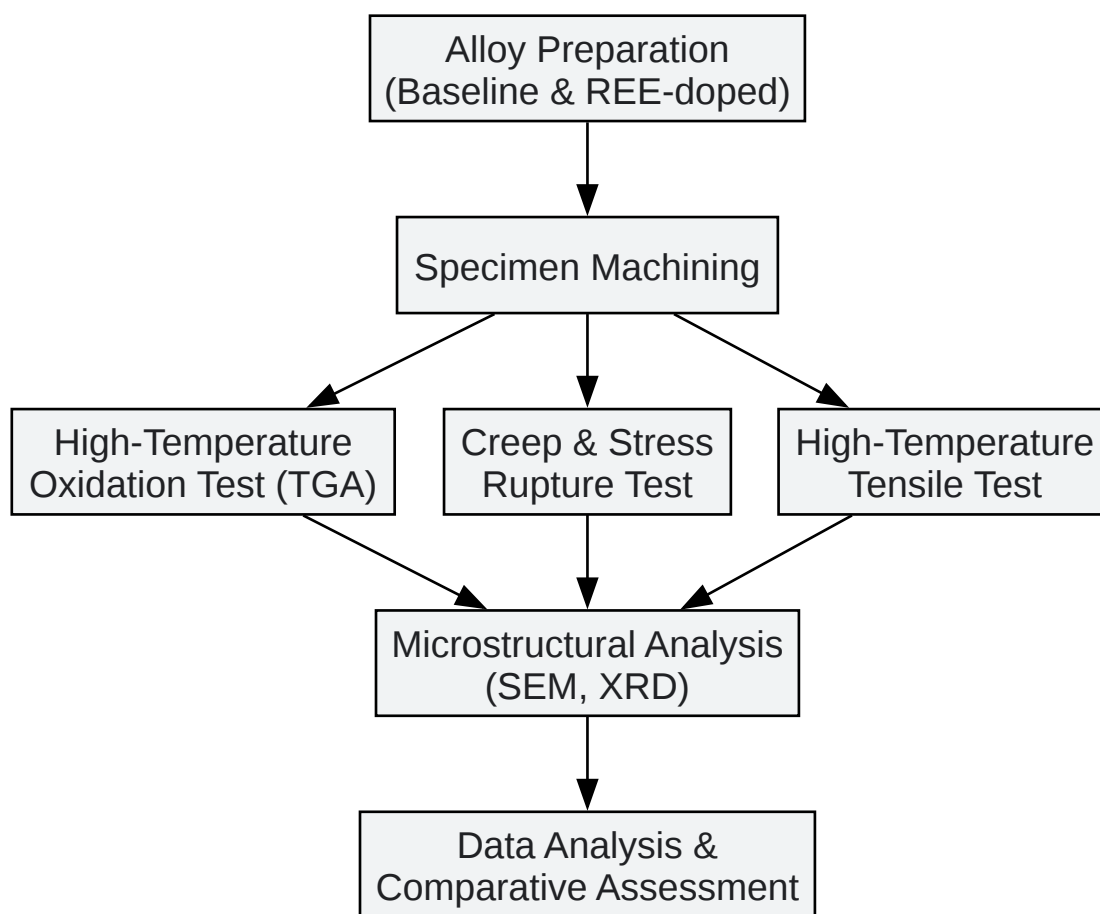 Alloy Preparation
(Baseline & REE-doped)
Specimen Machining
High-Temperature
Oxidation Test (TGA)
Creep & Stress
Rupture Test
High-Temperature
Tensile Test
Microstructural Analysis
(SEM, XRD)
Data Analysis &
Comparative Assessment